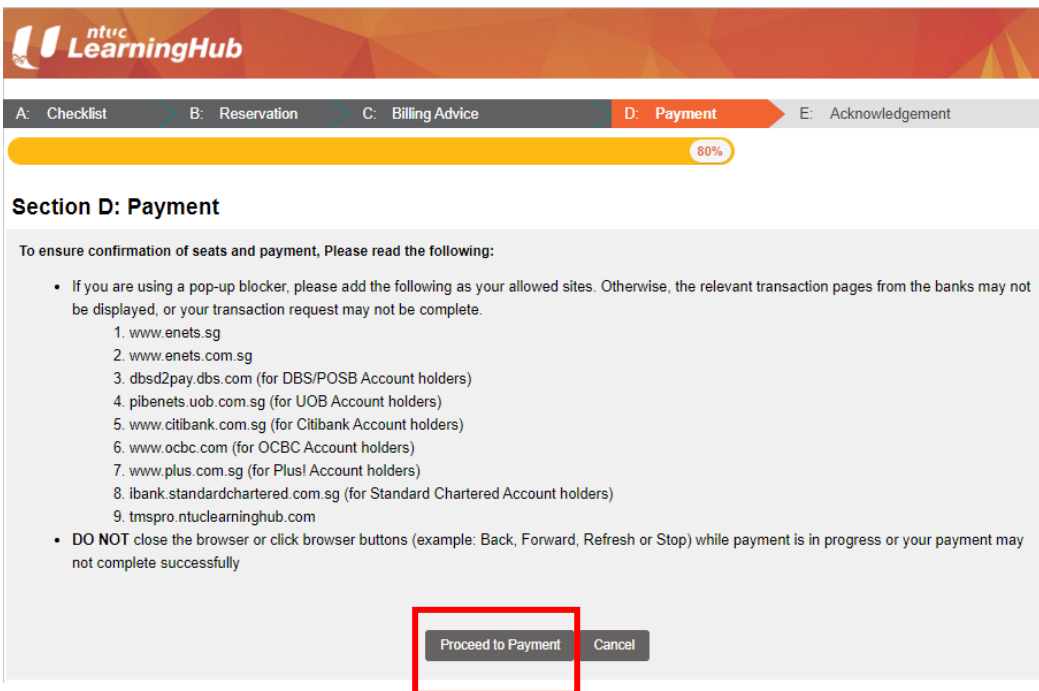 ntuc
LearningHub
A: Checklist B: Reservation C: Billing Advice D: Payment E: Acknowledgement
80%
Section D: Payment
To ensure confirmation of seats and payment, Please read the following:
• If you are using a pop-up blocker, please add the following as your allowed sites. Otherwise, the relevant transaction pages from the banks may not
be displayed, or your transaction request may not be complete.
1. www.enets.sg
2. www.enets.com.sg
3. dbsd2pay.dbs.com (for DBS/POSB Account holders)
4. pibenets.uob.com.sg (for UOB Account holders)
5. www.citibank.com.sg (for Citibank Account holders)
6. www.ocbc.com (for OCBC Account holders)
7. www.plus.com.sg (for Plus! Account holders)
8. ibank.standardchartered.com.sg (for Standard Chartered Account holders)
9. tmspro.ntuclearninghub.com
• DO NOT close the browser or click browser buttons (example: Back, Forward, Refresh or Stop) while payment is in progress or your payment may
not complete successfully
Proceed to Payment Cancel